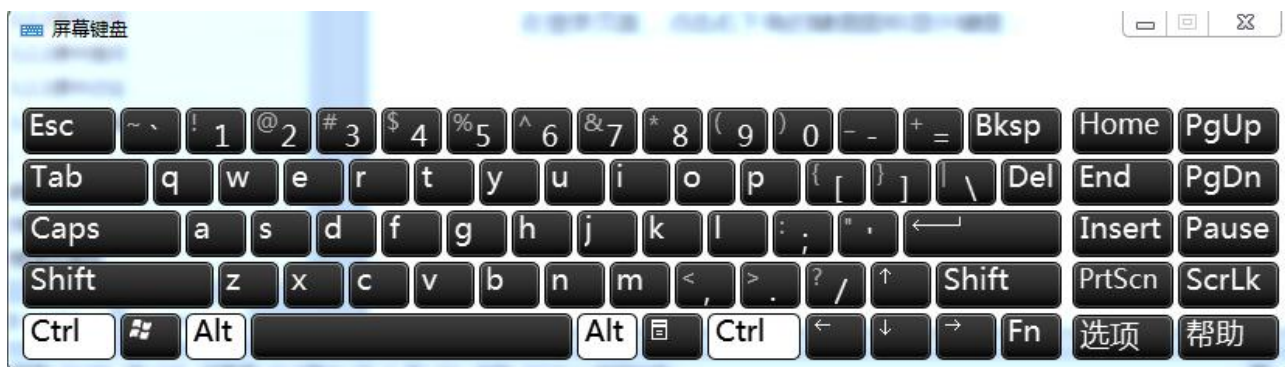 屏幕键盘
Esc ~ ` ! 1 @ 2 # 3 $ 4 % 5 ^ 6 & 7 * 8 ( 9 ) 0 _ - + = Bksp Home PgUp
Tab q w e r t y u i o p { [ } ] | \ Del End PgDn
Caps a s d f g h j k l : ; " ' Insert Pause
Shift z x c v b n m < , > . ? / ↑ Shift PrtScn ScrLk
Ctrl Alt Alt Ctrl ← ↓ → Fn 选项 帮助